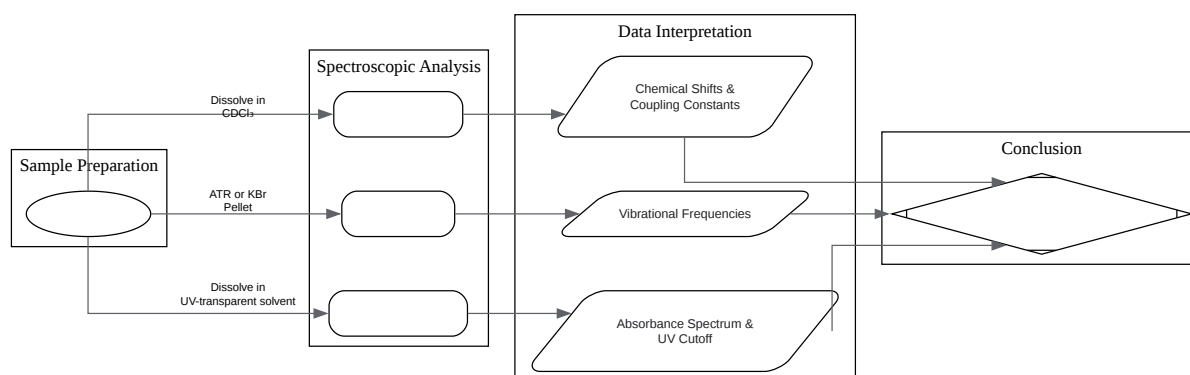 Data Interpretation
Spectroscopic Analysis
Chemical Shifts &
Coupling Constants
Dissolve in
CDCl₃
Conclusion
Sample Preparation
ATR or KBr
Pellet
Vibrational Frequencies
Dissolve in
UV-transparent solvent
Absorbance Spectrum &
UV Cutoff